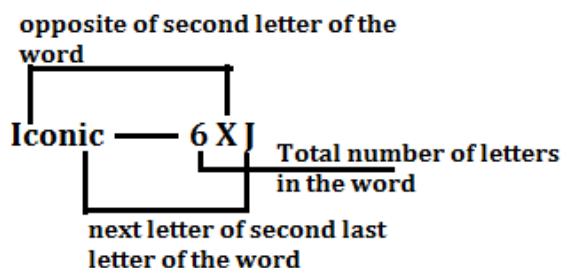 opposite of second letter of the
word
Iconic — 6 X J
Total number of letters
in the word
next letter of second last
letter of the word